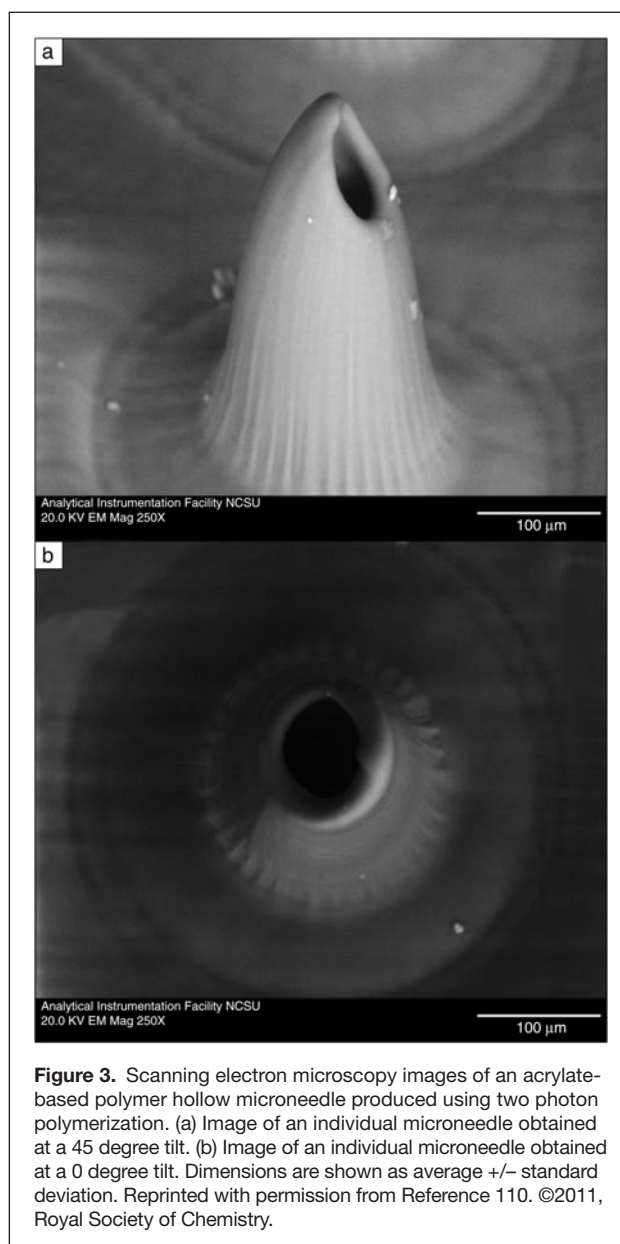 a
Analytical Instrumentation Facility NCSU
20.0 KV EM Mag 250X
100 μm
b
Analytical Instrumentation Facility NCSU
20.0 KV EM Mag 250X
100 μm
Figure 3. Scanning electron microscopy images of an acrylate-
based polymer hollow microneedle produced using two photon
polymerization. (a) Image of an individual microneedle obtained
at a 45 degree tilt. (b) Image of an individual microneedle obtained
at a 0 degree tilt. Dimensions are shown as average +/– standard
deviation. Reprinted with permission from Reference 110. ©2011,
Royal Society of Chemistry.